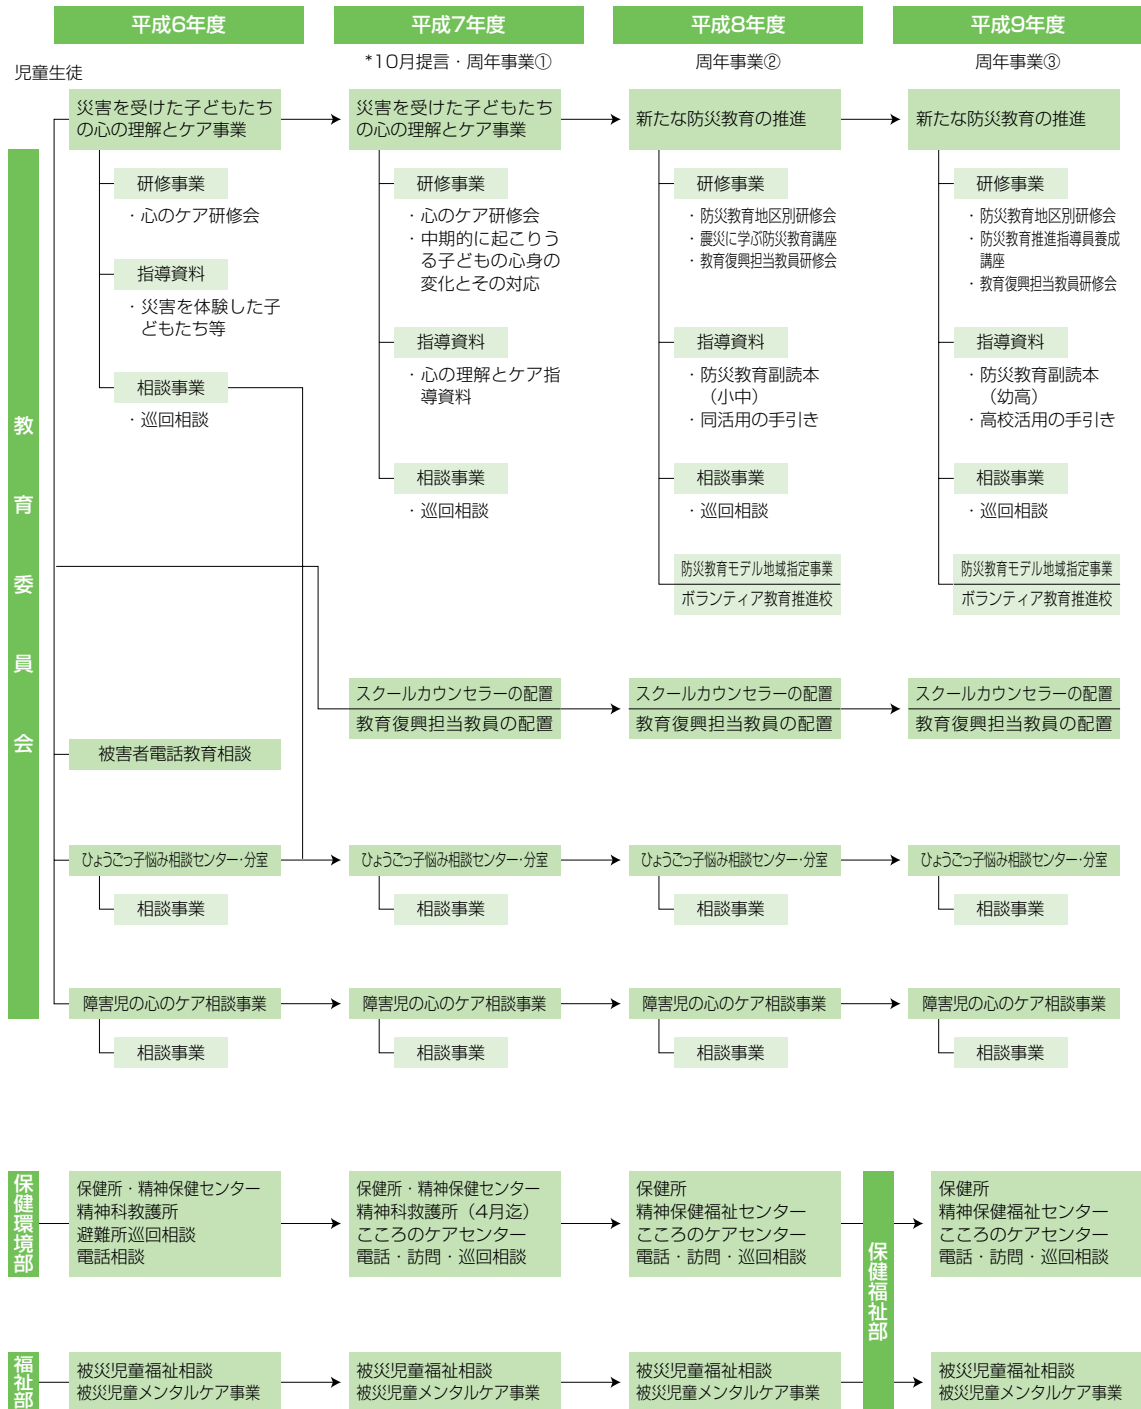 平成6年度
平成7年度
平成8年度
平成9年度
*10月提言・周年事業①
周年事業②
周年事業③
児童生徒
教育委員会
災害を受けた子どもたち
の心の理解とケア事業
研修事業
・心のケア研修会
指導資料
・災害を体験した子
どもたち等
相談事業
・巡回相談
災害を受けた子どもたち
の心の理解とケア事業
研修事業
・心のケア研修会
・中期的に起こりう
る子どもの心身の
変化とその対応
指導資料
・心の理解とケア指
導資料
相談事業
・巡回相談
新たな防災教育の推進
研修事業
・防災教育地区別研修会
・震災に学ぶ防災教育講座
・教育復興担当教員研修会
指導資料
・防災教育副読本
（小中）
・同活用の手引き
相談事業
・巡回相談
防災教育モデル地域指定事業
ボランティア教育推進校
新たな防災教育の推進
研修事業
・防災教育地区別研修会
・防災教育推進指導員養成
講座
・教育復興担当教員研修会
指導資料
・防災教育副読本
（幼高）
・高校活用の手引き
相談事業
・巡回相談
防災教育モデル地域指定事業
ボランティア教育推進校
スクールカウンセラーの配置
教育復興担当教員の配置
スクールカウンセラーの配置
教育復興担当教員の配置
スクールカウンセラーの配置
教育復興担当教員の配置
被害者電話教育相談
ひょうごっ子悩み相談センター・分室
相談事業
ひょうごっ子悩み相談センター・分室
相談事業
ひょうごっ子悩み相談センター・分室
相談事業
ひょうごっ子悩み相談センター・分室
相談事業
障害児の心のケア相談事業
相談事業
障害児の心のケア相談事業
相談事業
障害児の心のケア相談事業
相談事業
障害児の心のケア相談事業
相談事業
保健環境部
保健所・精神保健センター
精神科教護所
避難所巡回相談
電話相談
保健所・精神保健センター
精神科救護所（4月迄）
こころのケアセンター
電話・訪問・巡回相談
保健所
精神保健福祉センター
こころのケアセンター
電話・訪問・巡回相談
保健福祉部
保健所
精神保健福祉センター
こころのケアセンター
電話・訪問・巡回相談
福祉部
被災児童福祉相談
被災児童メンタルケア事業
被災児童福祉相談
被災児童メンタルケア事業
被災児童福祉相談
被災児童メンタルケア事業
被災児童福祉相談
被災児童メンタルケア事業